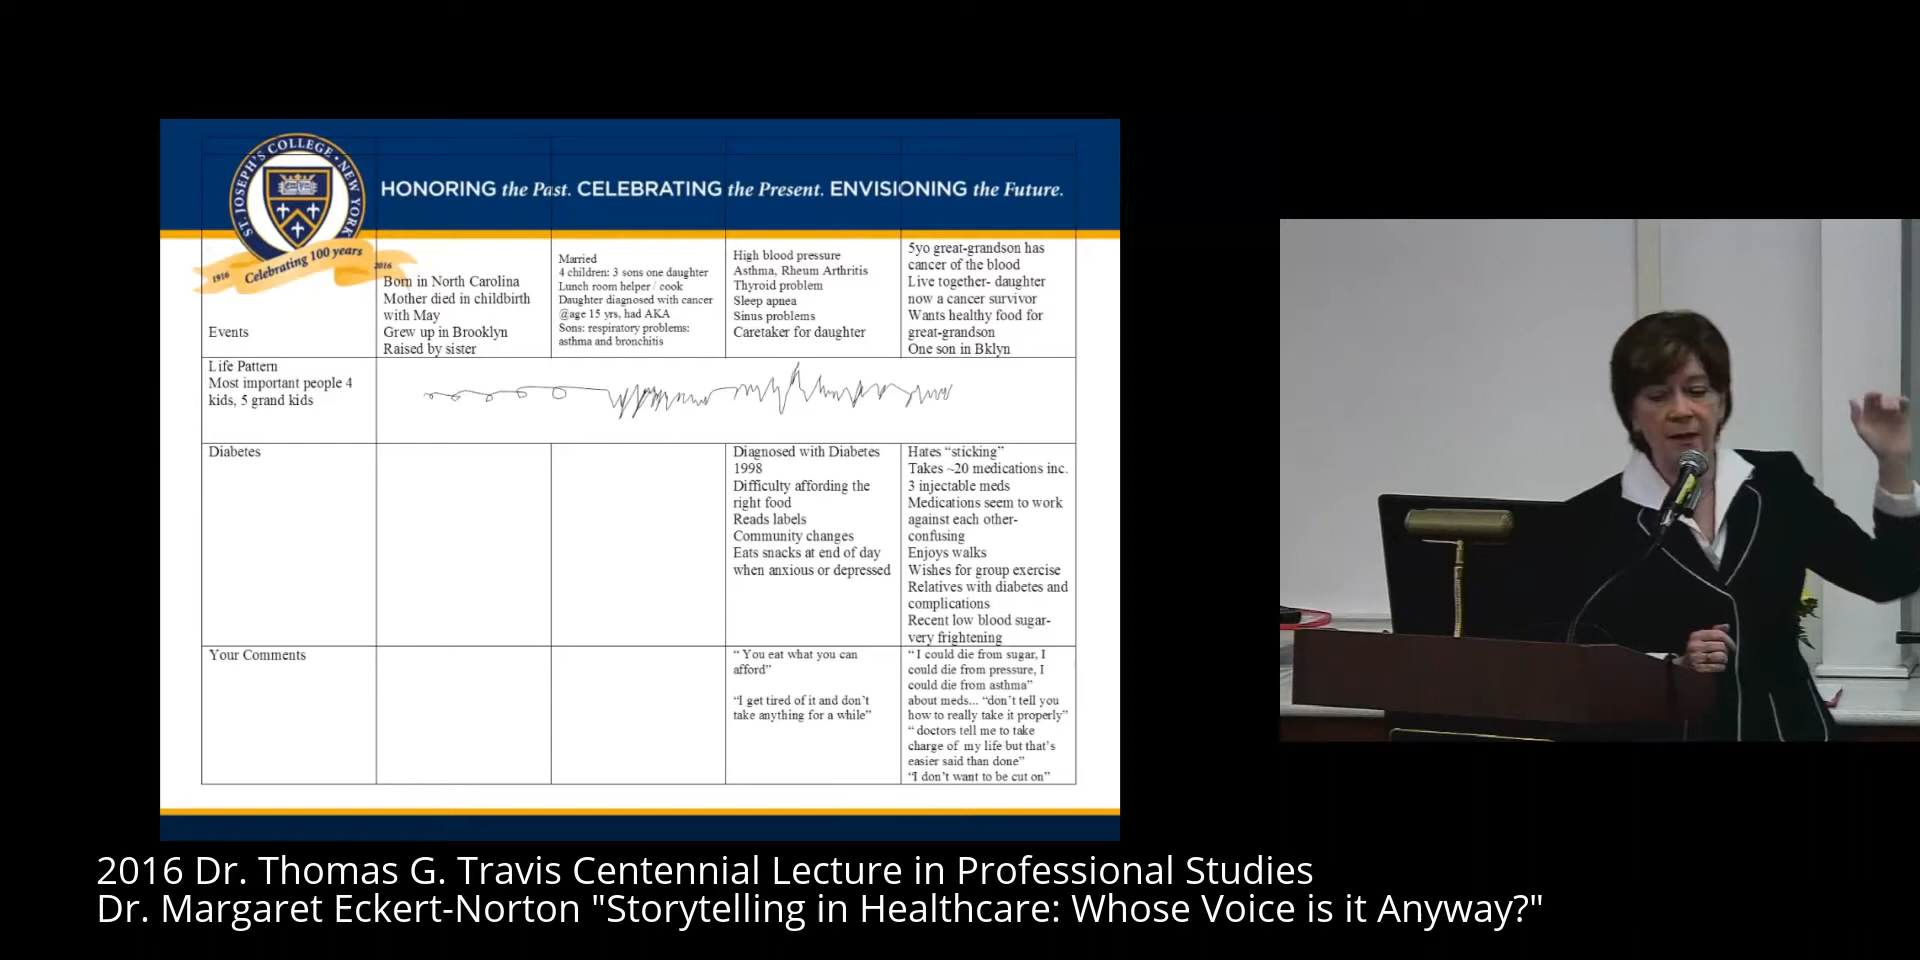 ST. JOSEPH'S COLLEGE • NEW YORK
1916 Celebrating 100 years 2016
HONORING the Past. CELEBRATING the Present. ENVISIONING the Future.
Events
Born in North Carolina
Mother died in childbirth
with May
Grew up in Brooklyn
Raised by sister
Married
4 children: 3 sons one daughter
Lunch room helper / cook
Daughter diagnosed with cancer
@age 15 yrs, had AKA
Sons: respiratory problems:
asthma and bronchitis
High blood pressure
Asthma, Rheum Arthritis
Thyroid problem
Sleep apnea
Sinus problems
Caretaker for daughter
5yo great-grandson has
cancer of the blood
Live together- daughter
now a cancer survivor
Wants healthy food for
great-grandson
One son in Bklyn
Life Pattern
Most important people 4
kids, 5 grand kids
Diabetes
Diagnosed with Diabetes
1998
Difficulty affording the
right food
Reads labels
Community changes
Eats snacks at end of day
when anxious or depressed
Hates “sticking”
Takes ~20 medications inc.
3 injectable meds
Medications seem to work
against each other-
confusing
Enjoys walks
Wishes for group exercise
Relatives with diabetes and
complications
Recent low blood sugar-
very frightening
Your Comments
“ You eat what you can
afford”
“I get tired of it and don’t
take anything for a while”
“ I could die from sugar, I
could die from pressure, I
could die from asthma”
about meds... “don’t tell you
how to really take it properly”
“ doctors tell me to take
charge of my life but that’s
easier said than done”
“I don’t want to be cut on”
2016 Dr. Thomas G. Travis Centennial Lecture in Professional Studies
Dr. Margaret Eckert-Norton "Storytelling in Healthcare: Whose Voice is it Anyway?"